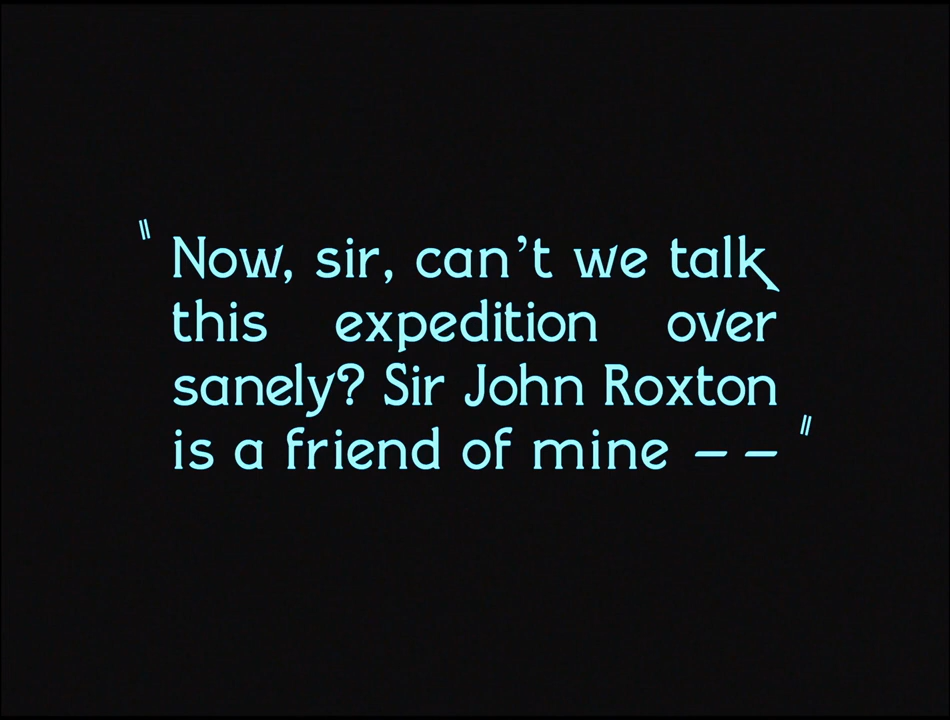 "Now, sir, can't we talk
this expedition over
sanely? Sir John Roxton
is a friend of mine — —"